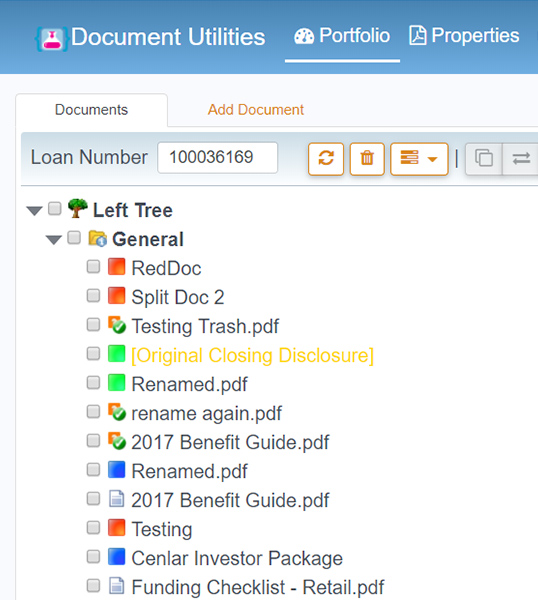 Document Utilities Portfolio Properties
Documents Add Document
Loan Number 100036169
Left Tree
General
RedDoc
Split Doc 2
Testing Trash.pdf
[Original Closing Disclosure]
Renamed.pdf
rename again.pdf
2017 Benefit Guide.pdf
Renamed.pdf
2017 Benefit Guide.pdf
Testing
Cenlar Investor Package
Funding Checklist - Retail.pdf